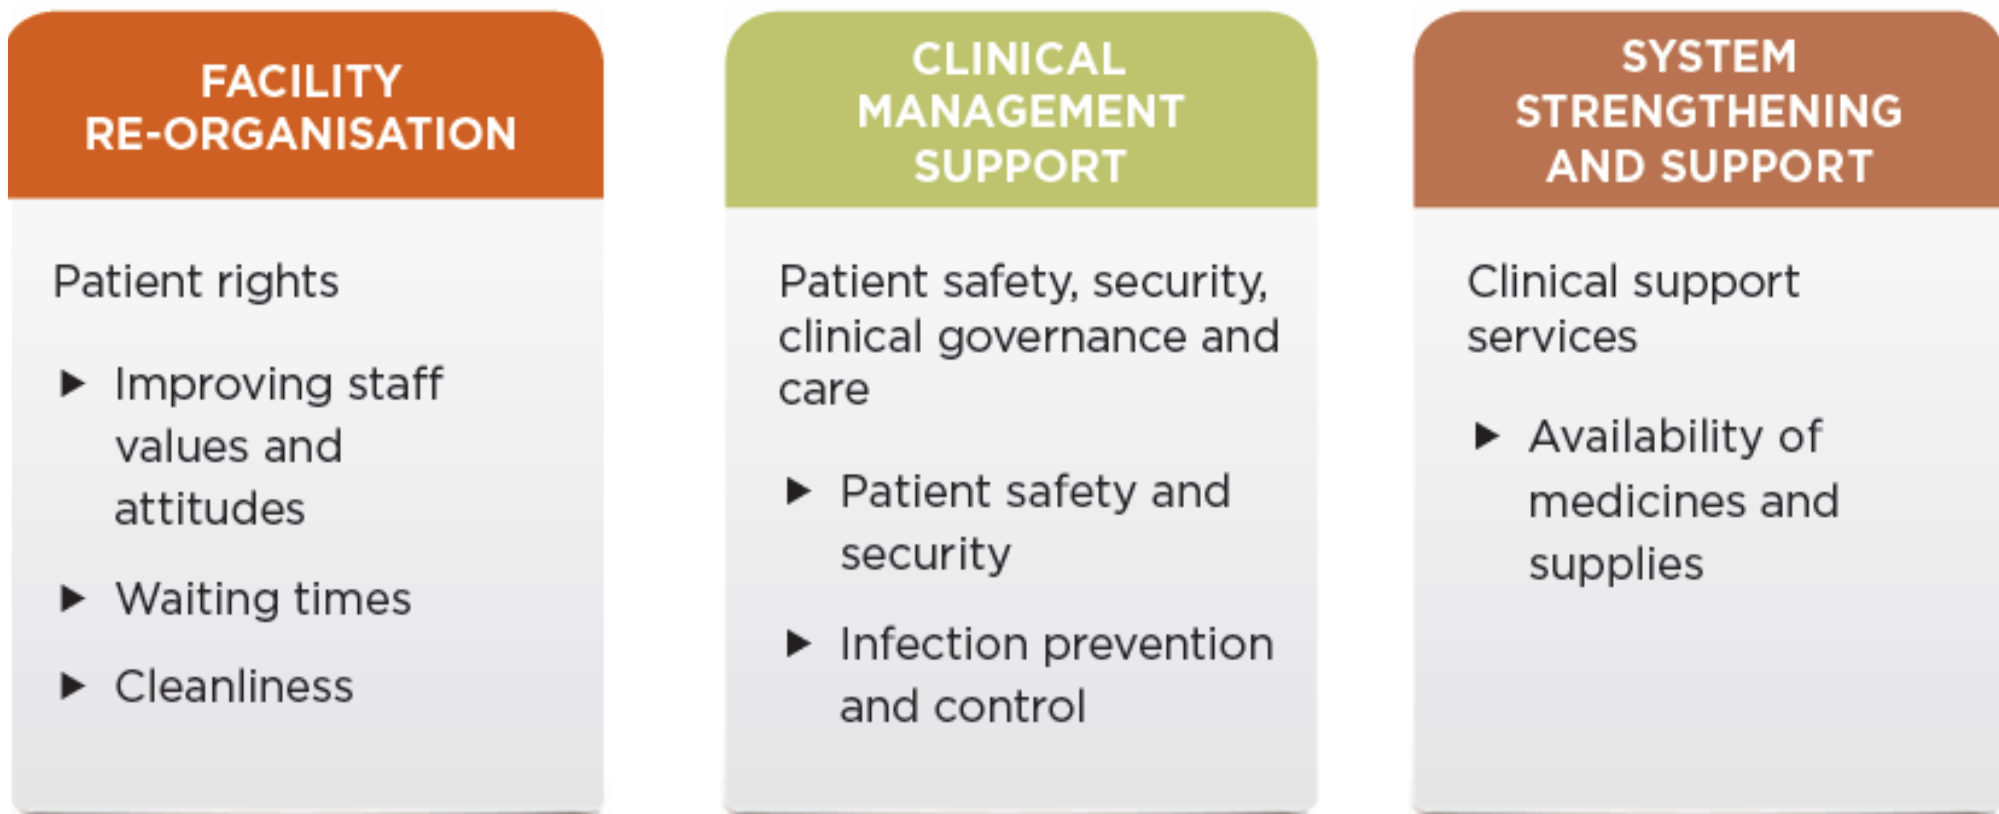 FACILITY
RE-ORGANISATION
Patient rights
▶ Improving staff
values and
attitudes
▶ Waiting times
▶ Cleanliness
CLINICAL
MANAGEMENT
SUPPORT
Patient safety, security,
clinical governance and
care
▶ Patient safety and
security
▶ Infection prevention
and control
SYSTEM
STRENGTHENING
AND SUPPORT
Clinical support
services
▶ Availability of
medicines and
supplies